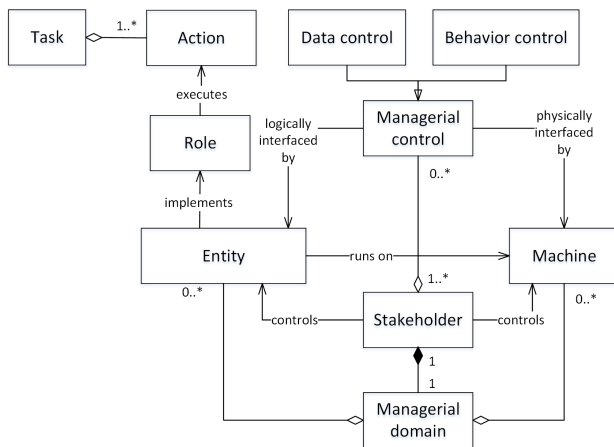 1..*
Task
Action
Data control
Behavior control
executes
logically
interfaced
by
Managerial
control
physically
interfaced
by
Role
0..*
implements
Entity
runs on
Machine
0..*
1..*
0..*
controls
Stakeholder
controls
1
1
Managerial
domain